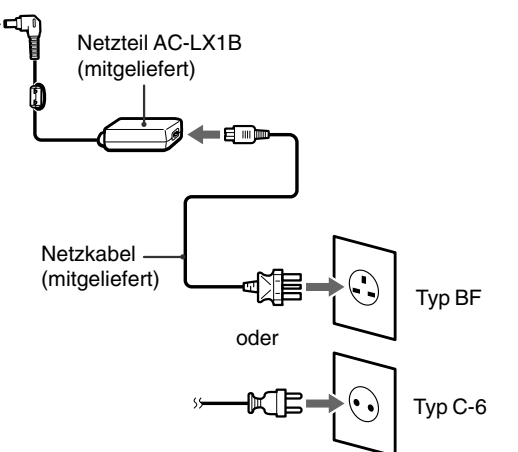 Netzteil AC-LX1B
(mitgeliefert)
Netzkabel
(mitgeliefert)
Typ BF
oder
Typ C-6